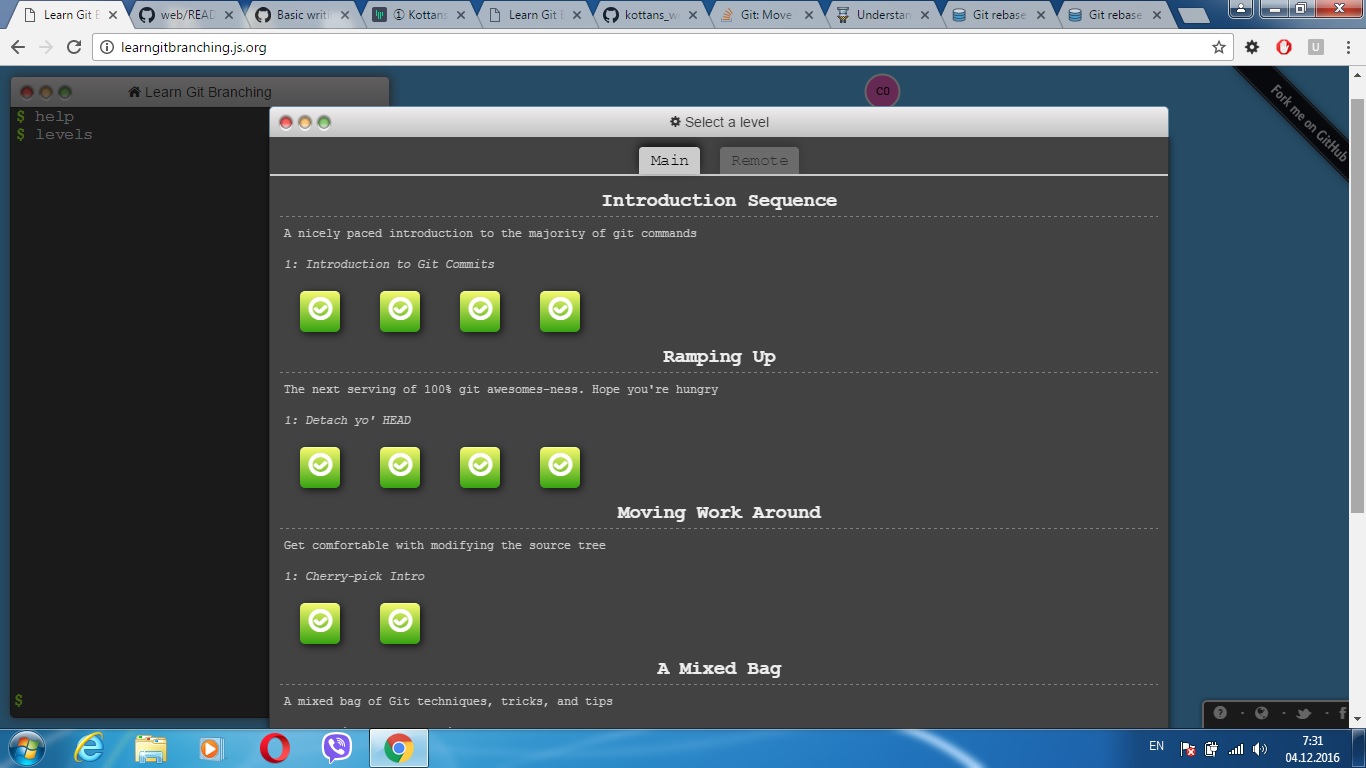 Learn Git B
web/READ
Basic writin
① Kottans
Learn Git B
kottans_w
Git: Move
Understan
Git rebase
Git rebase
learngitbranching.js.org
U
Learn Git Branching
$ help
$ levels
C0
Fork me on GitHub
Select a level
Main Remote
Introduction Sequence
A nicely paced introduction to the majority of git commands
1: Introduction to Git Commits
Ramping Up
The next serving of 100% git awesomes-ness. Hope you're hungry
1: Detach yo' HEAD
Moving Work Around
Get comfortable with modifying the source tree
1: Cherry-pick Intro
A Mixed Bag
A mixed bag of Git techniques, tricks, and tips
$
EN
7:31
04.12.2016